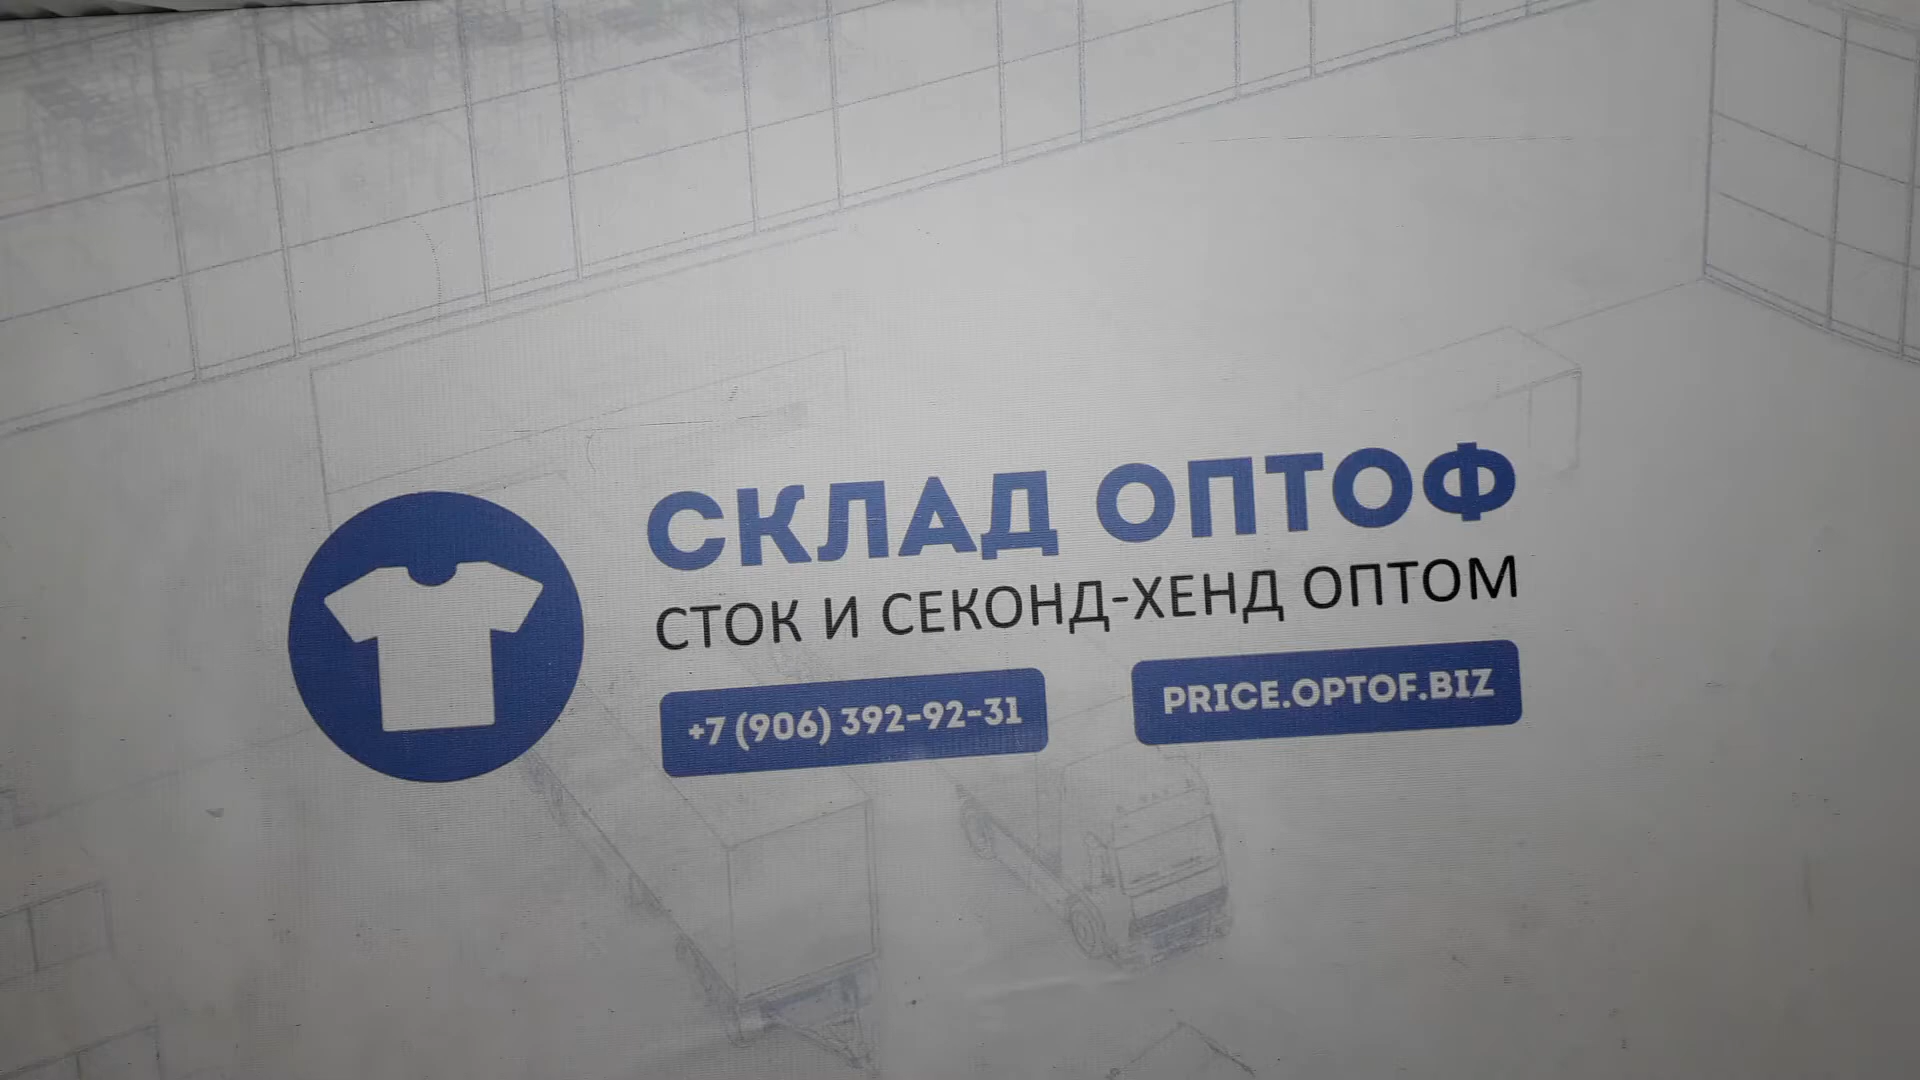 СКЛАД ОПТОФ
СТОК И СЕКОНД-ХЕНД ОПТОМ
+7 (906) 392-92-31
PRICE.OPTOF.BIZ